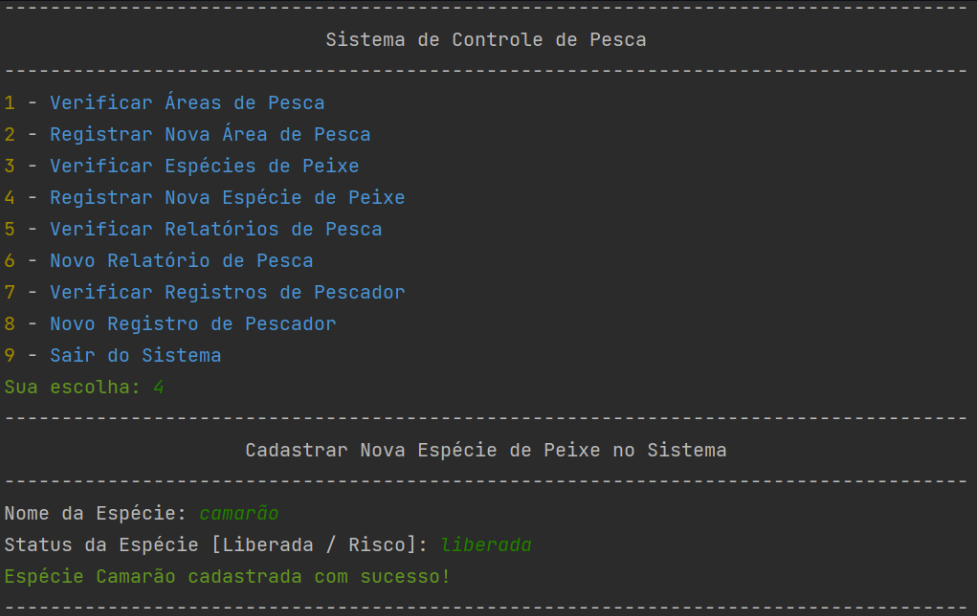 ------------------------------------------------------------------------------------
Sistema de Controle de Pesca
------------------------------------------------------------------------------------
1 - Verificar Áreas de Pesca
2 - Registrar Nova Área de Pesca
3 - Verificar Espécies de Peixe
4 - Registrar Nova Espécie de Peixe
5 - Verificar Relatórios de Pesca
6 - Novo Relatório de Pesca
7 - Verificar Registros de Pescador
8 - Novo Registro de Pescador
9 - Sair do Sistema
Sua escolha: 4
------------------------------------------------------------------------------------
Cadastrar Nova Espécie de Peixe no Sistema
------------------------------------------------------------------------------------
Nome da Espécie: camarão
Status da Espécie [Liberada / Risco]: liberada
Espécie Camarão cadastrada com sucesso!
------------------------------------------------------------------------------------